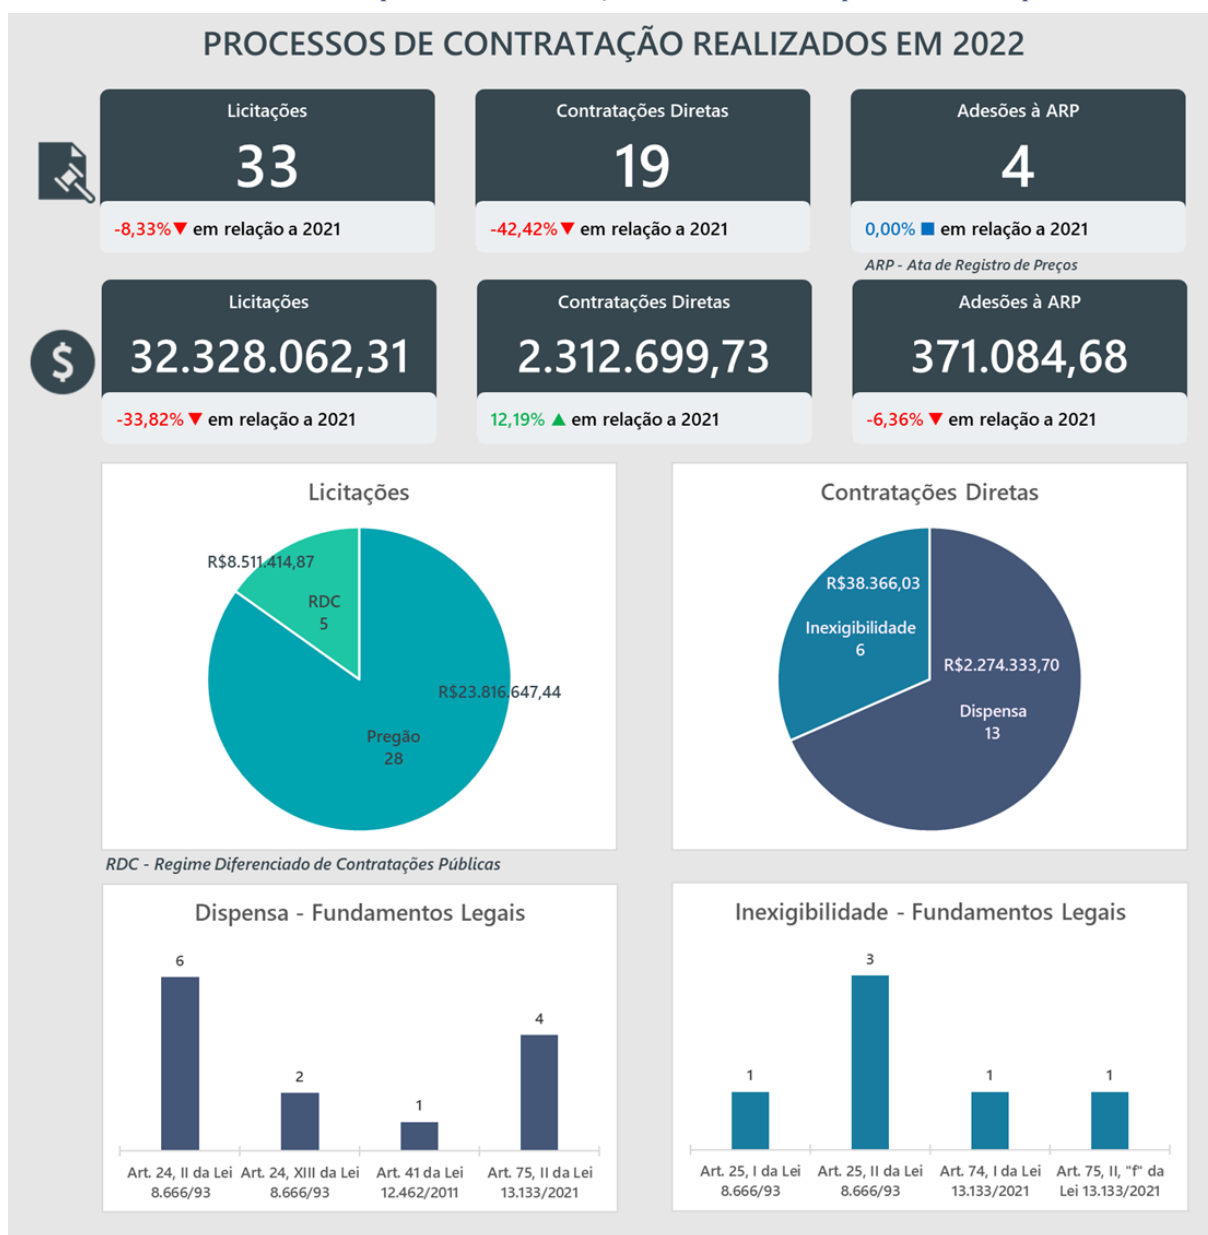 PROCESSOS DE CONTRATAÇÃO REALIZADOS EM 2022
Licitações
33
-8,33%▼ em relação a 2021
Contratações Diretas
19
-42,42%▼ em relação a 2021
Adesões à ARP
4
0,00% ■ em relação a 2021
ARP - Ata de Registro de Preços
$
Licitações
32.328.062,31
-33,82% ▼ em relação a 2021
Contratações Diretas
2.312.699,73
12,19% ▲ em relação a 2021
Adesões à ARP
371.084,68
-6,36% ▼ em relação a 2021
Licitações
R$8.511.414,87
RDC
5
R$23.816.647,44
Pregão
28
RDC - Regime Diferenciado de Contratações Públicas
Contratações Diretas
R$38.366,03
Inexigibilidade
6
R$2.274.333,70
Dispensa
13
Dispensa - Fundamentos Legais
6
2
1
4
Art. 24, II da Lei
8.666/93
Art. 24, XIII da Lei
8.666/93
Art. 41 da Lei
12.462/2011
Art. 75, II da Lei
13.133/2021
Inexigibilidade - Fundamentos Legais
1
3
1
1
Art. 25, I da Lei
8.666/93
Art. 25, II da Lei
8.666/93
Art. 74, I da Lei
13.133/2021
Art. 75, II, "f" da
Lei 13.133/2021